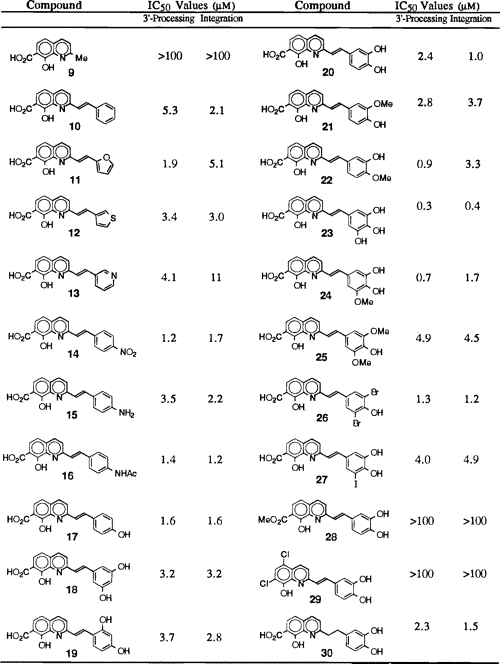 Compound IC50 Values (µM) Compound IC50 Values (µM)
3'-Processing Integration 3'-Processing Integration
HO2C OH N Me
9
>100 >100
HO2C OH N OH OH
20
2.4 1.0
HO2C OH N
10
5.3 2.1
HO2C OH N OMe OH
21
2.8 3.7
HO2C OH N O
11
1.9 5.1
HO2C OH N OH OMe
22
0.9 3.3
HO2C OH N S
12
3.4 3.0
HO2C OH N OH OH OH
23
0.3 0.4
HO2C OH N N
13
4.1 11
HO2C OH N OH OH OMe
24
0.7 1.7
HO2C OH N NO2
14
1.2 1.7
HO2C OH N OMe OH OMe
25
4.9 4.5
HO2C OH N NH2
15
3.5 2.2
HO2C OH N Br OH Br
26
1.3 1.2
HO2C OH N NHAc
16
1.4 1.2
HO2C OH N OH OH I
27
4.0 4.9
HO2C OH N OH
17
1.6 1.6
MeO2C OH N OH OH
28
>100 >100
HO2C OH N OH OH
18
3.2 3.2
Cl Cl OH N OH OH
29
>100 >100
HO2C OH N OH OH
19
3.7 2.8
HO2C OH N OH OH
30
2.3 1.5